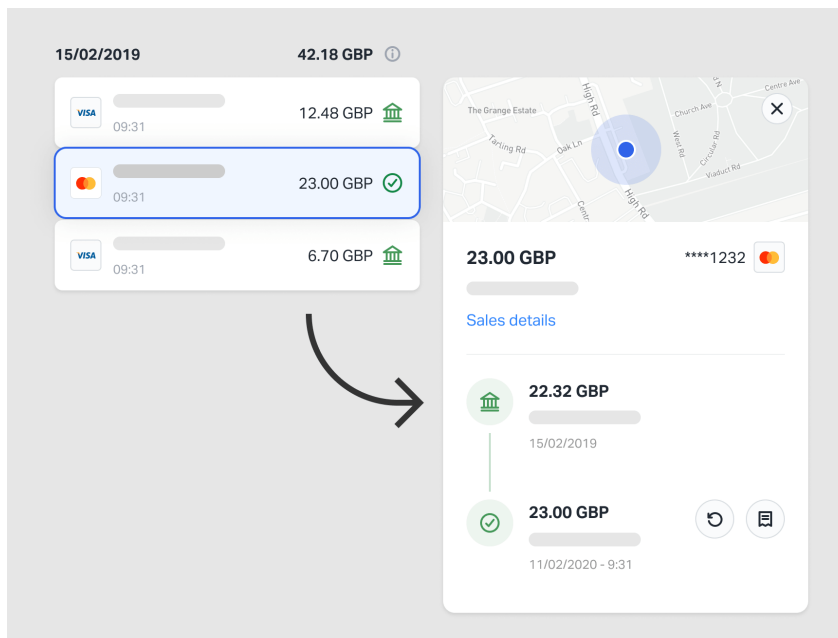 15/02/2019 42.18 GBP
VISA 12.48 GBP
09:31
23.00 GBP
09:31
VISA 6.70 GBP
09:31
The Grange Estate
High Rd
Centre Ave
Church Ave
Tarling Rd
Oak Ln
West Rd
Circular Rd
Viaduct Rd
High Rd
Centr
23.00 GBP ****1232
Sales details
22.32 GBP
15/02/2019
23.00 GBP
11/02/2020 - 9:31